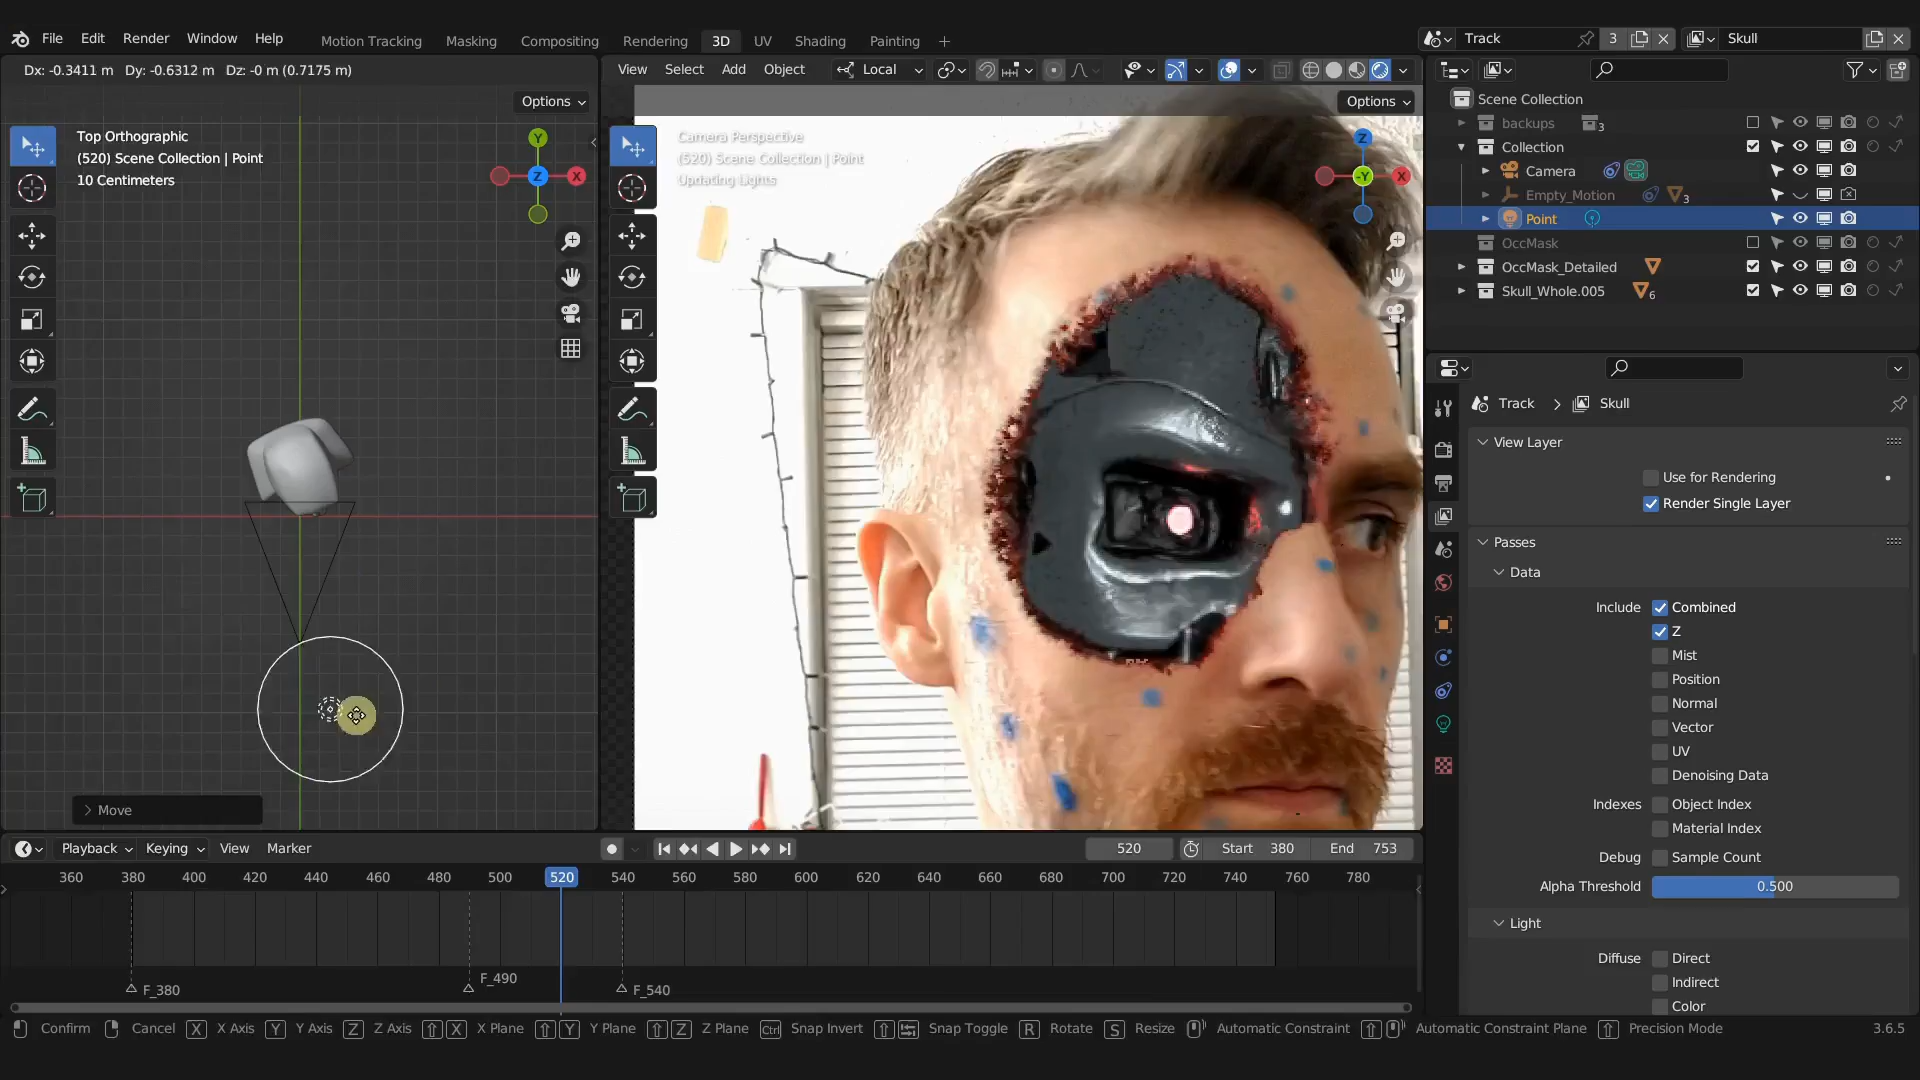 File Edit Render Window Help Motion Tracking Masking Compositing Rendering 3D UV Shading Painting Track 3 Skull
Dx: -0.3411 m Dy: -0.6312 m Dz: -0 m (0.7175 m) View Select Add Object Local
Options Options
Top Orthographic
(520) Scene Collection | Point
10 Centimeters
Y
Z X
Camera Perspective
(520) Scene Collection | Point
Updating Lights
Z
-Y X
Scene Collection
backups 3
Collection
Camera
Empty_Motion 3
Point
OccMask
OccMask_Detailed
Skull_Whole.005 6
Track > Skull
View Layer
Use for Rendering
Render Single Layer
Passes
Data
Include Combined
Z
Mist
Position
Normal
Vector
UV
Denoising Data
Indexes Object Index
Material Index
Debug Sample Count
Alpha Threshold 0.500
Light
Diffuse Direct
Indirect
Color
> Move
Playback Keying View Marker 520 Start 380 End 753
360 380 400 420 440 460 480 500 520 540 560 580 600 620 640 660 680 700 720 740 760 780
F_380 F_490 F_540
Confirm Cancel X X Axis Y Y Axis Z Z Axis X X Plane Y Y Plane Z Z Plane Ctrl Snap Invert Snap Toggle R Rotate S Resize Automatic Constraint Automatic Constraint Plane Precision Mode 3.6.5